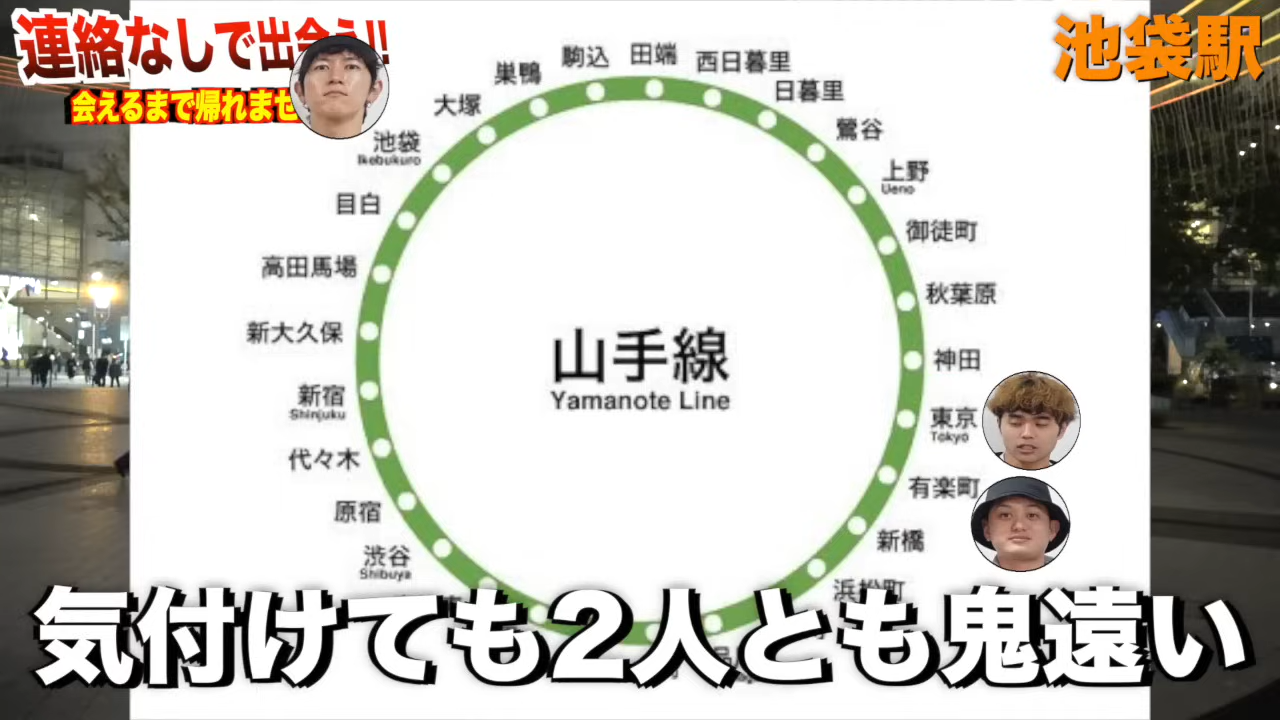 連絡なしで出会う!!
会えるまで帰れませ
池袋駅
駒込
田端
西日暮里
巣鴨
日暮里
大塚
鶯谷
池袋
Ikebukuro
上野
Ueno
目白
御徒町
高田馬場
秋葉原
新大久保
山手線
Yamanote Line
神田
新宿
Shinjuku
東京
Tokyo
代々木
有楽町
原宿
新橋
渋谷
Shibuya
浜松町
気付けても2人とも鬼遠い